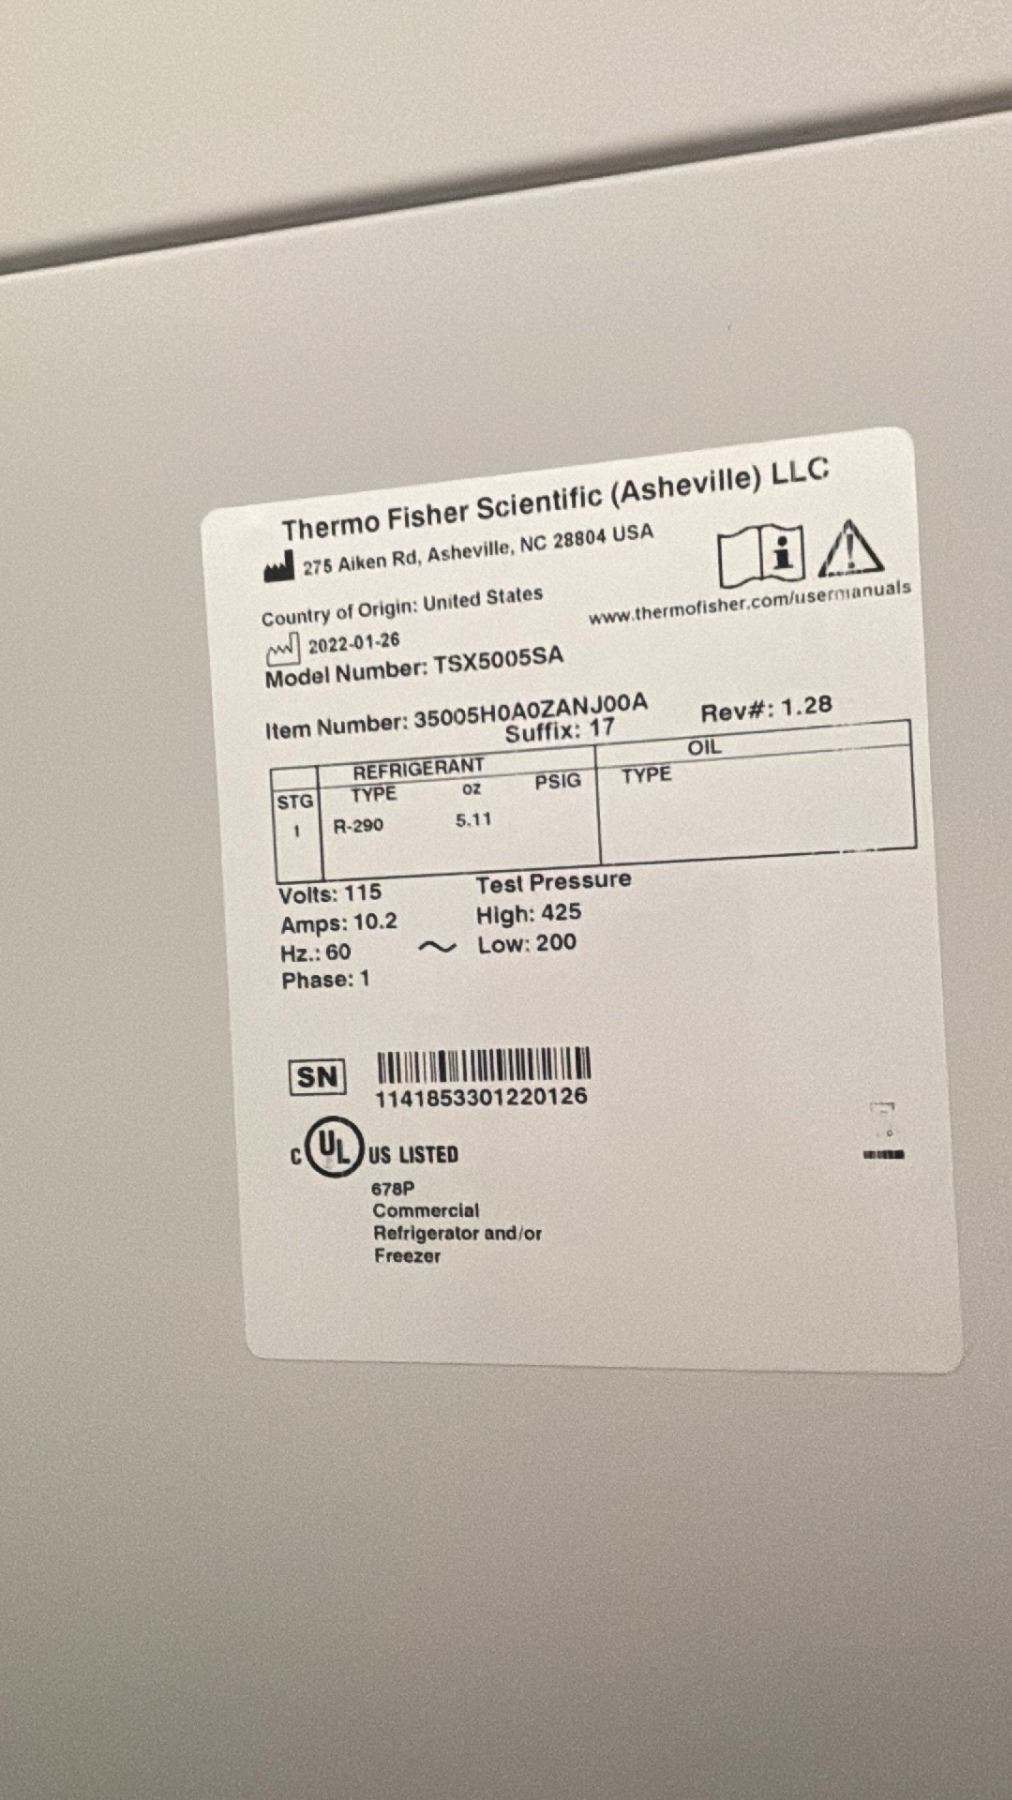 Thermo Fisher Scientific (Asheville) LLC
275 Aiken Rd, Asheville, NC 28804 USA
Country of Origin: United States
www.thermofisher.com/usermanuals
2022-01-26
Model Number: TSX5005SA
Item Number: 35005H0A0ZANJ00A Rev#: 1.28
Suffix: 17
REFRIGERANT OIL
STG TYPE oz PSIG TYPE
1 R-290 5.11
Volts: 115 Test Pressure
Amps: 10.2 High: 425
Hz.: 60 ~ Low: 200
Phase: 1
SN
1141853301220126
C UL US LISTED
678P
Commercial
Refrigerator and/or
Freezer